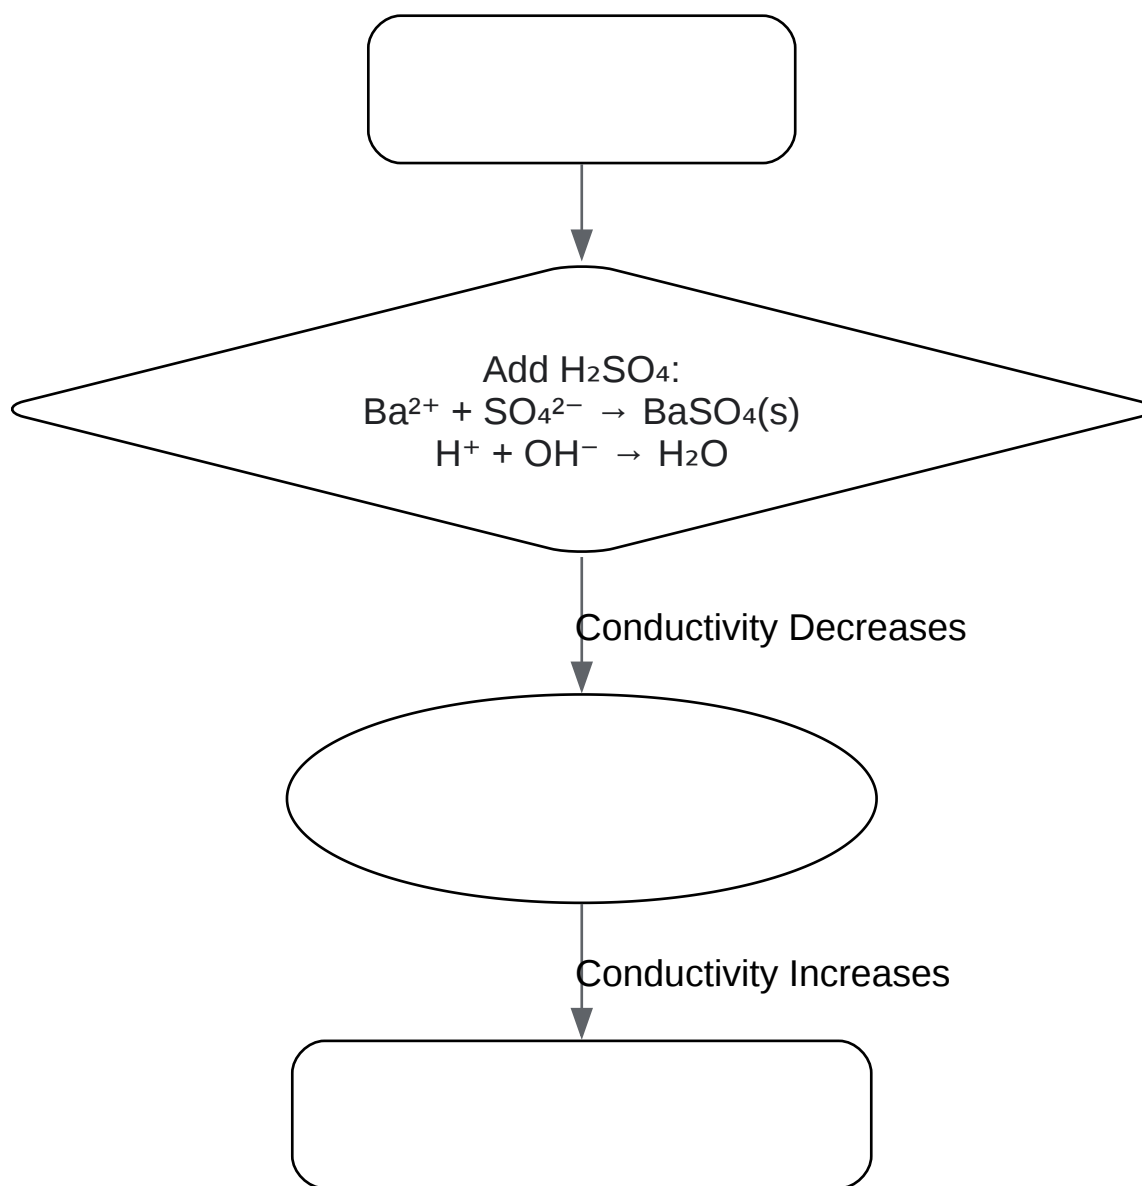 Add H₂SO₄:
Ba²⁺ + SO₄²⁻ → BaSO₄(s)
H⁺ + OH⁻ → H₂O
Conductivity Decreases
Conductivity Increases